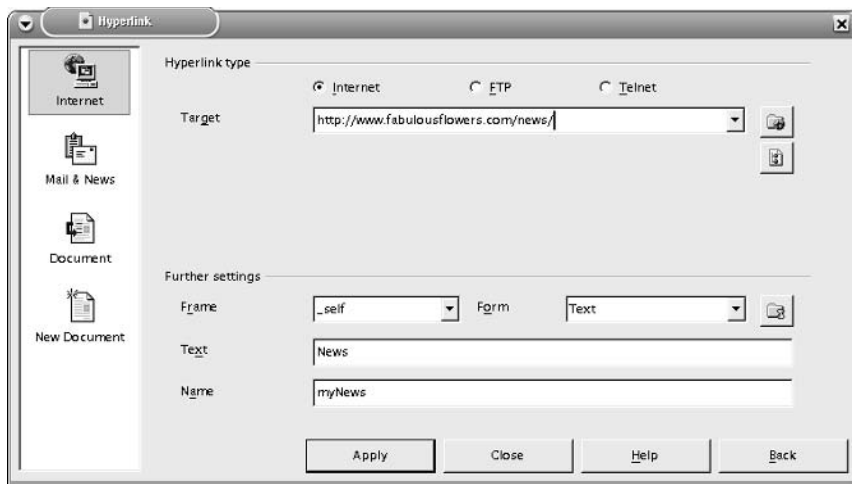 Hyperlink
Internet
Mail & News
Document
New Document
Hyperlink type
Internet FTP Telnet
Target http://www.fabulousflowers.com/news/
Further settings
Frame _self Form Text
Text News
Name myNews
Apply Close Help Back